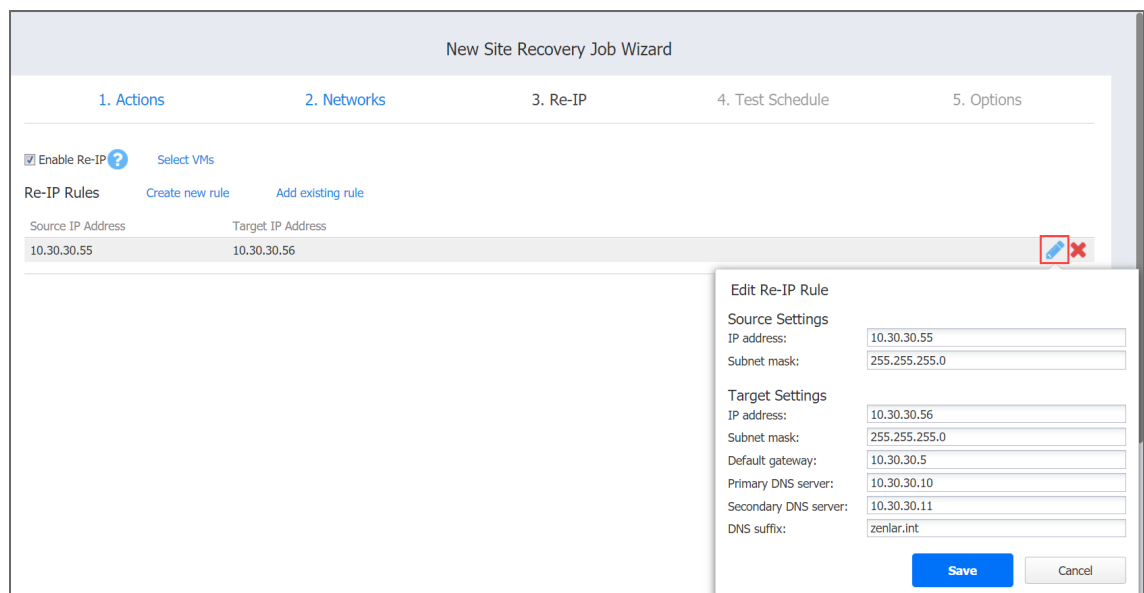 New Site Recovery Job Wizard
1. Actions 2. Networks 3. Re-IP 4. Test Schedule 5. Options
Enable Re-IP ? Select VMs
Re-IP Rules Create new rule Add existing rule
Source IP Address Target IP Address
10.30.30.55 10.30.30.56
Edit Re-IP Rule
Source Settings
IP address: 10.30.30.55
Subnet mask: 255.255.255.0
Target Settings
IP address: 10.30.30.56
Subnet mask: 255.255.255.0
Default gateway: 10.30.30.5
Primary DNS server: 10.30.30.10
Secondary DNS server: 10.30.30.11
DNS suffix: zenlar.int
Save Cancel